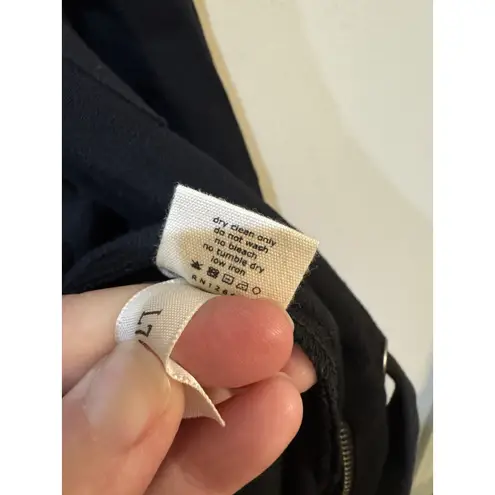 dry clean only
do not wash
no bleach
no tumble dry
low iron